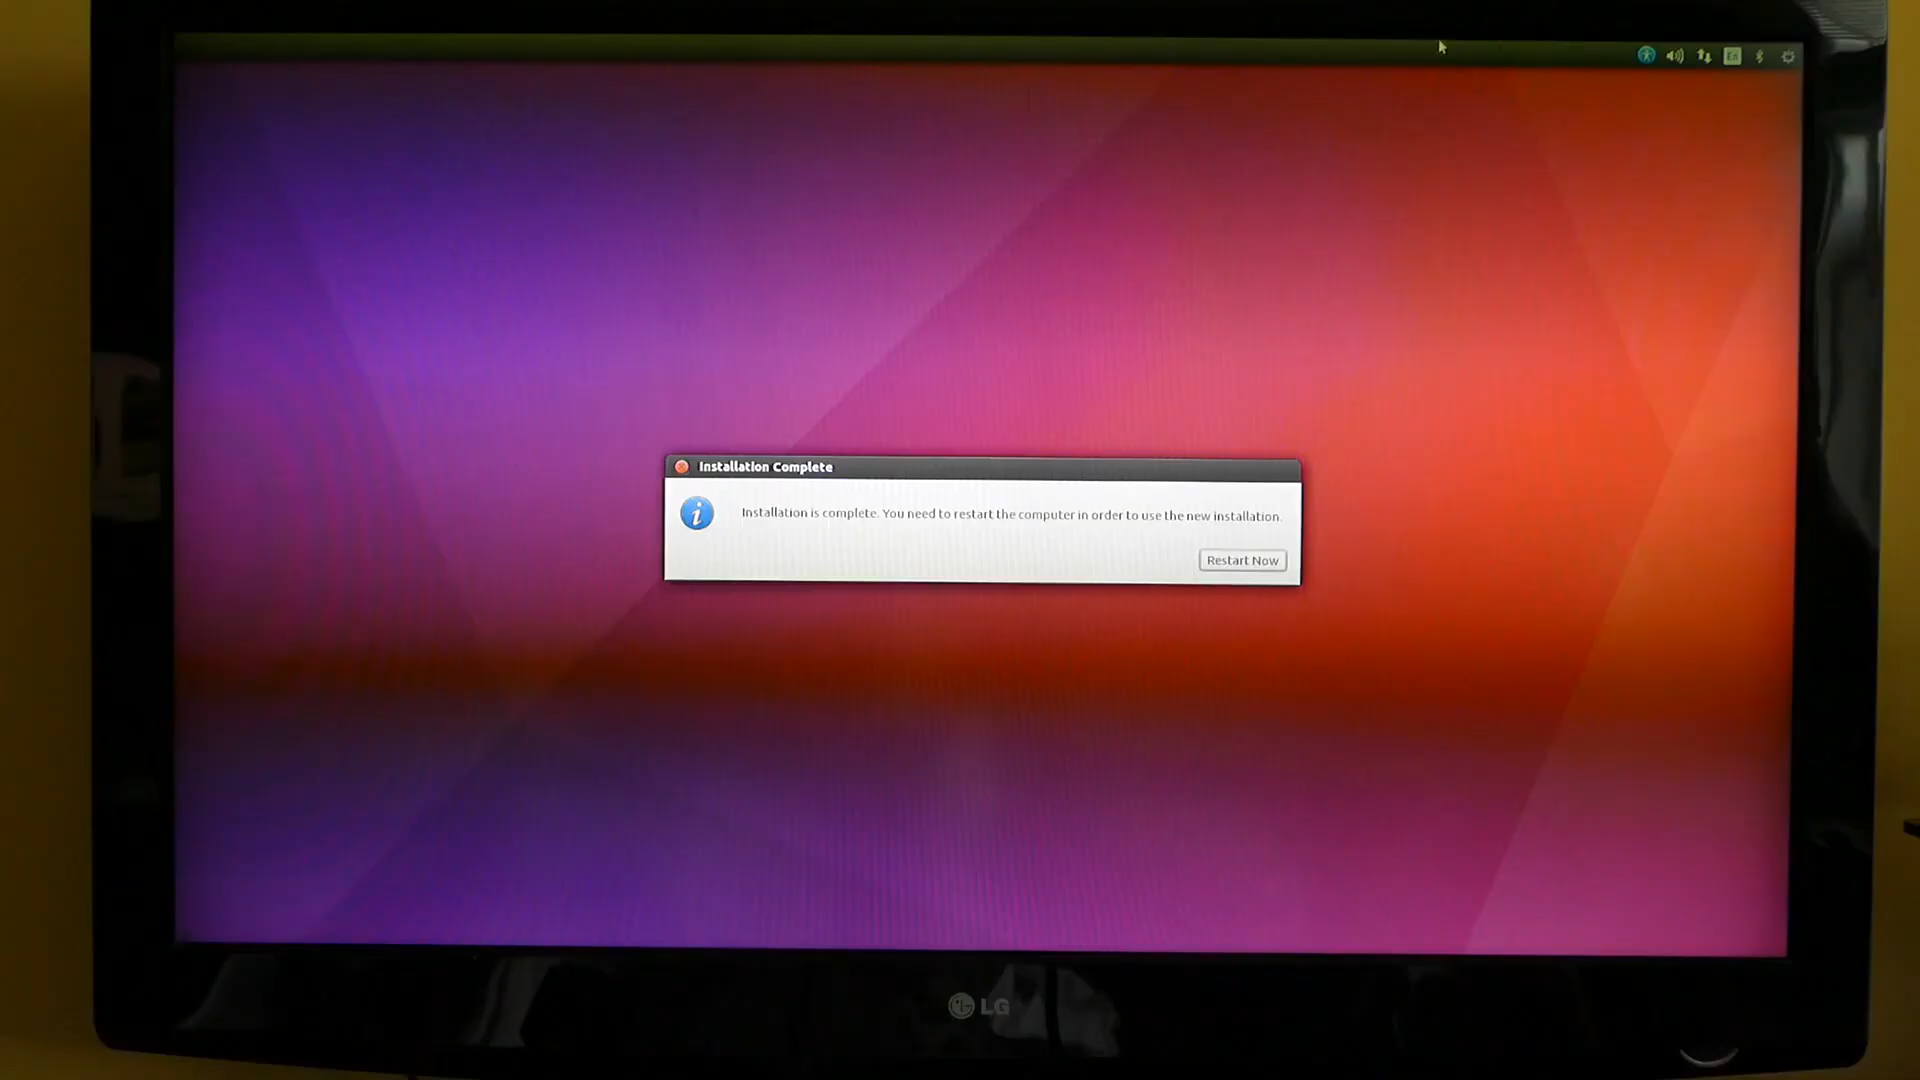 En
Installation Complete
Installation is complete. You need to restart the computer in order to use the new installation.
Restart Now
LG